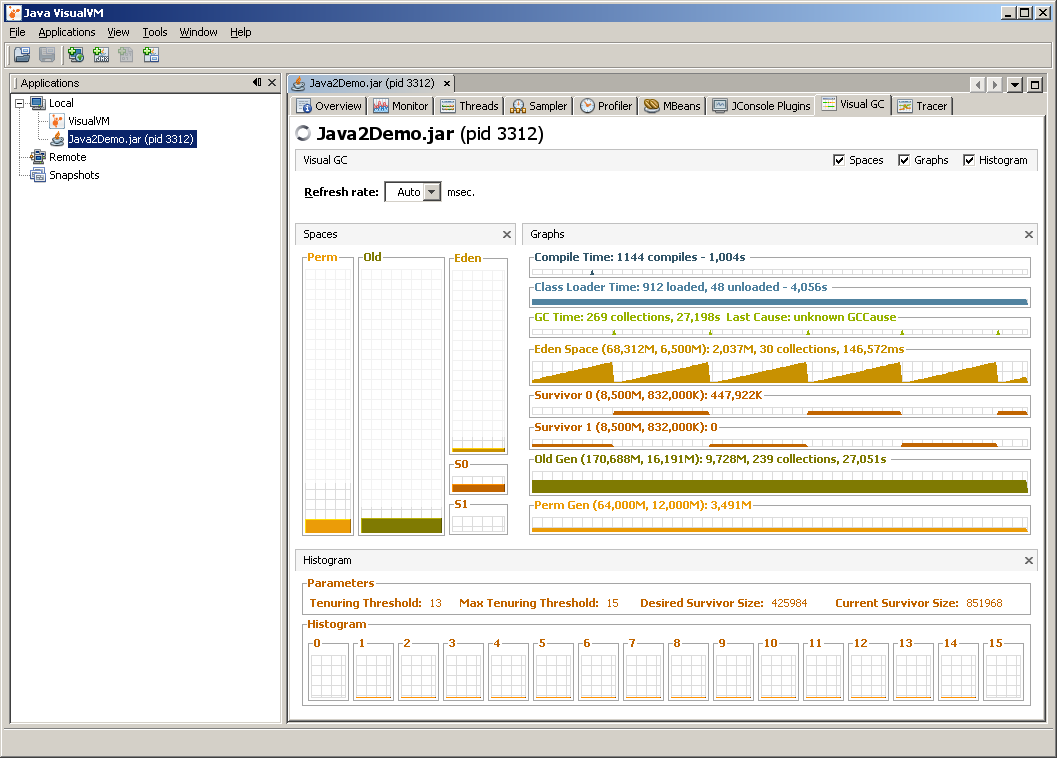 Java VisualVM
File Applications View Tools Window Help
Applications
Local
VisualVM
Java2Demo.jar (pid 3312)
Remote
Snapshots
Java2Demo.jar (pid 3312)
Overview Monitor Threads Sampler Profiler MBeans JConsole Plugins Visual GC Tracer
Java2Demo.jar (pid 3312)
Visual GC Spaces Graphs Histogram
Refresh rate: Auto msec.
Spaces
Perm Old Eden
S0
S1
Graphs
Compile Time: 1144 compiles - 1,004s
Class Loader Time: 912 loaded, 48 unloaded - 4,056s
GC Time: 269 collections, 27,198s Last Cause: unknown GCCause
Eden Space (68,312M, 6,500M): 2,037M, 30 collections, 146,572ms
Survivor 0 (8,500M, 832,000K): 447,922K
Survivor 1 (8,500M, 832,000K): 0
Old Gen (170,688M, 16,191M): 9,728M, 239 collections, 27,051s
Perm Gen (64,000M, 12,000M): 3,491M
Histogram
Parameters
Tenuring Threshold: 13 Max Tenuring Threshold: 15 Desired Survivor Size: 425984 Current Survivor Size: 851968
Histogram
0 1 2 3 4 5 6 7 8 9 10 11 12 13 14 15